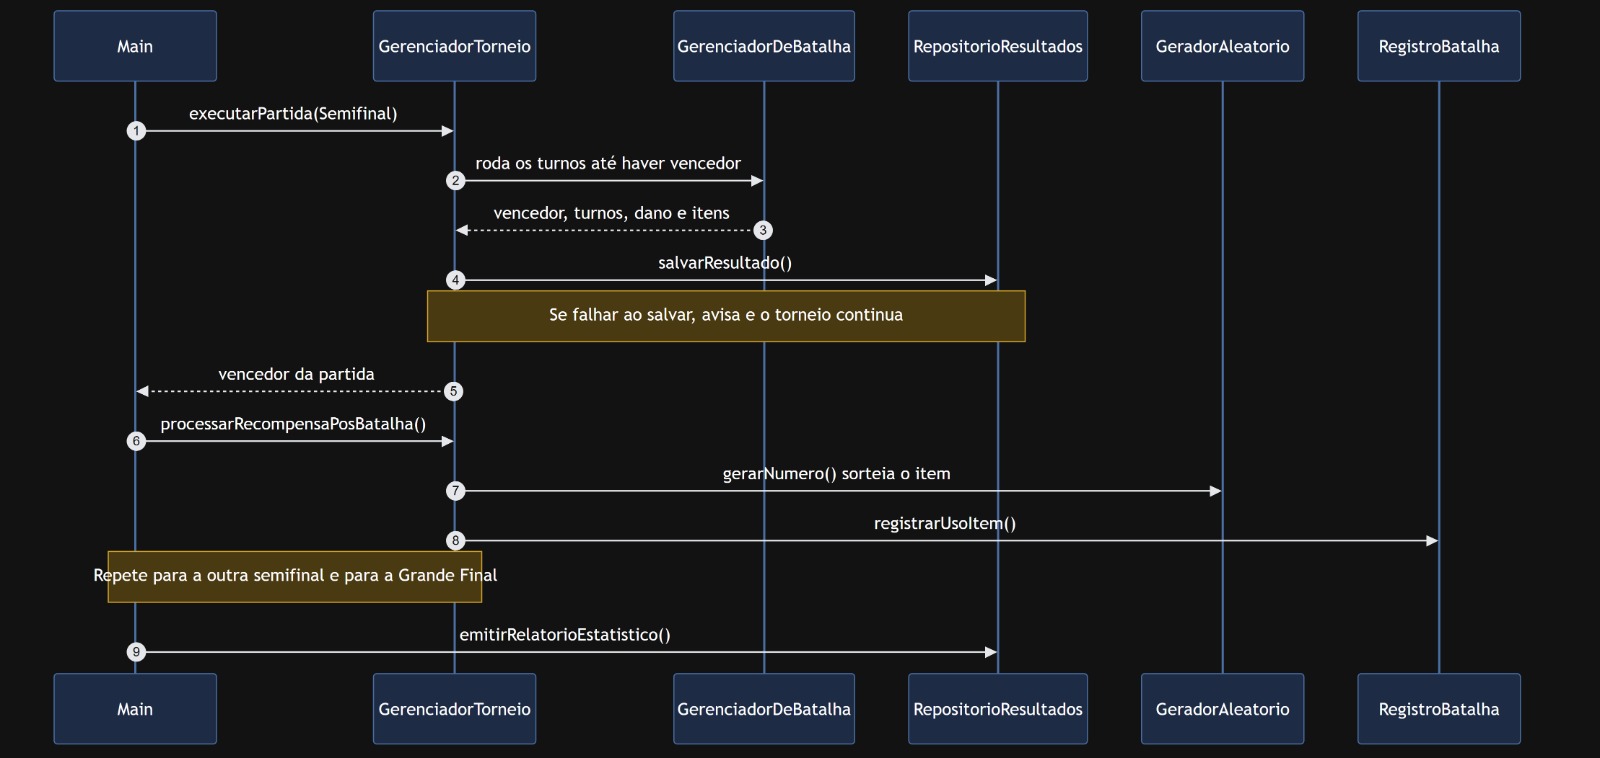 Main
GerenciadorTorneio
GerenciadorDeBatalha
RepositorioResultados
GeradorAleatorio
RegistroBatalha
executarPartida(Semifinal)
1
roda os turnos até haver vencedor
2
vencedor, turnos, dano e itens
3
salvarResultado()
4
Se falhar ao salvar, avisa e o torneio continua
vencedor da partida
5
processarRecompensaPosBatalha()
6
gerarNumero() sorteia o item
7
registrarUsoItem()
8
Repete para a outra semifinal e para a Grande Final
emitirRelatorioEstatistico()
9
Main
GerenciadorTorneio
GerenciadorDeBatalha
RepositorioResultados
GeradorAleatorio
RegistroBatalha